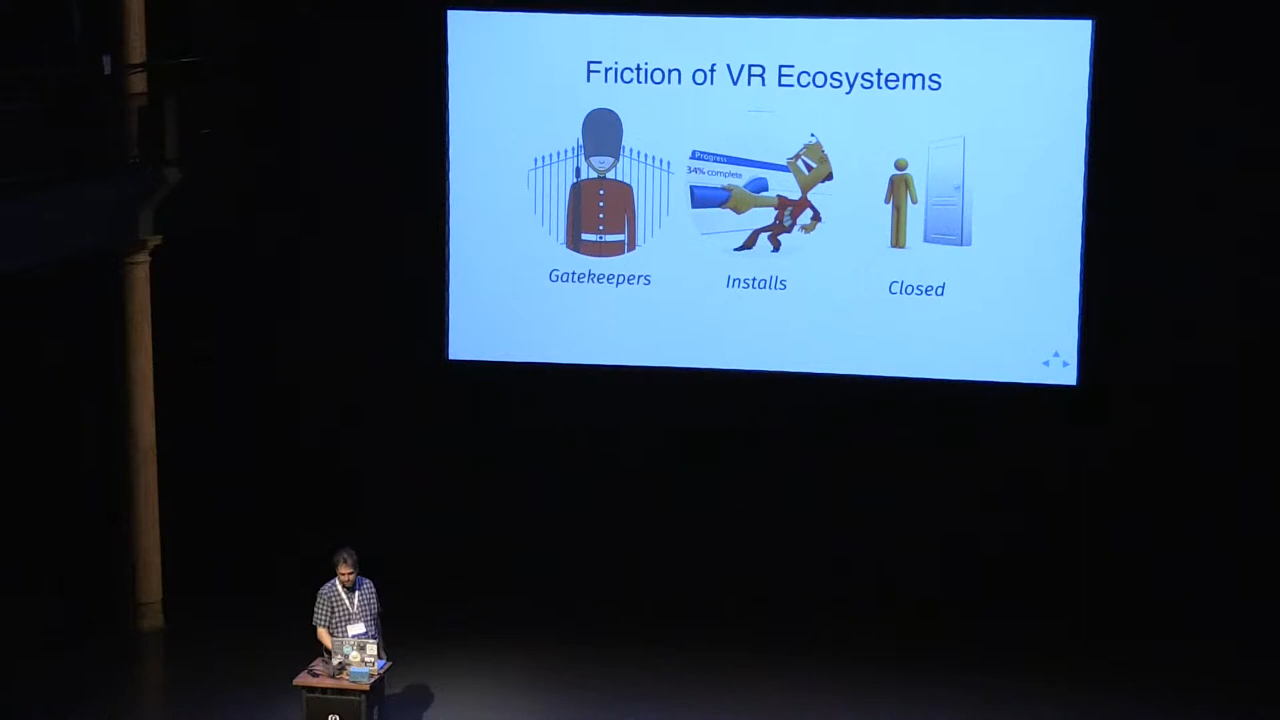 Friction of VR Ecosystems
Progress
34% complete
Gatekeepers
Installs
Closed